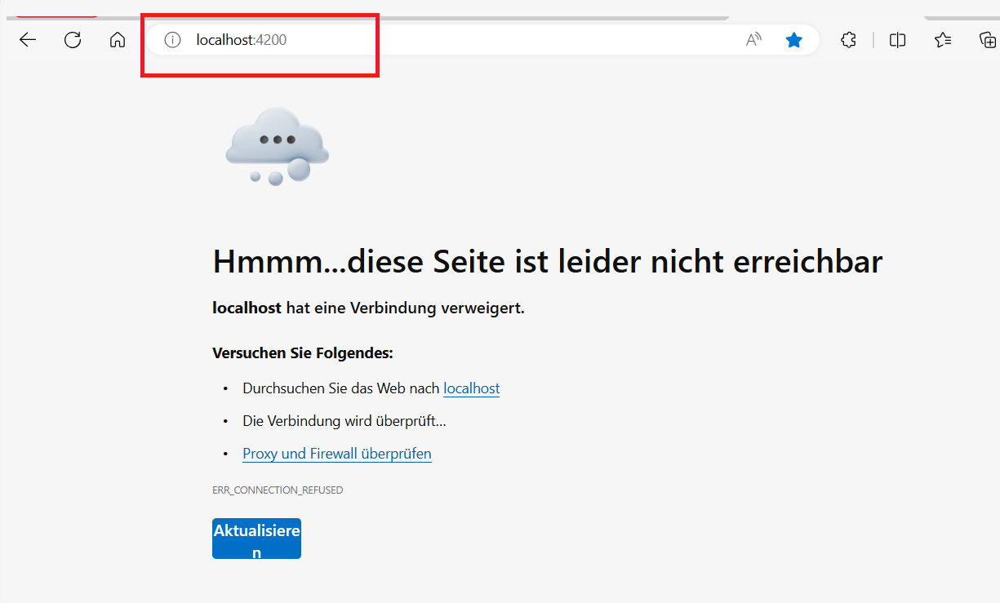 localhost:4200
Hmmm...diese Seite ist leider nicht erreichbar
localhost hat eine Verbindung verweigert.
Versuchen Sie Folgendes:
• Durchsuchen Sie das Web nach localhost
• Die Verbindung wird überprüft...
• Proxy und Firewall überprüfen
ERR_CONNECTION_REFUSED
Aktualisiere
n